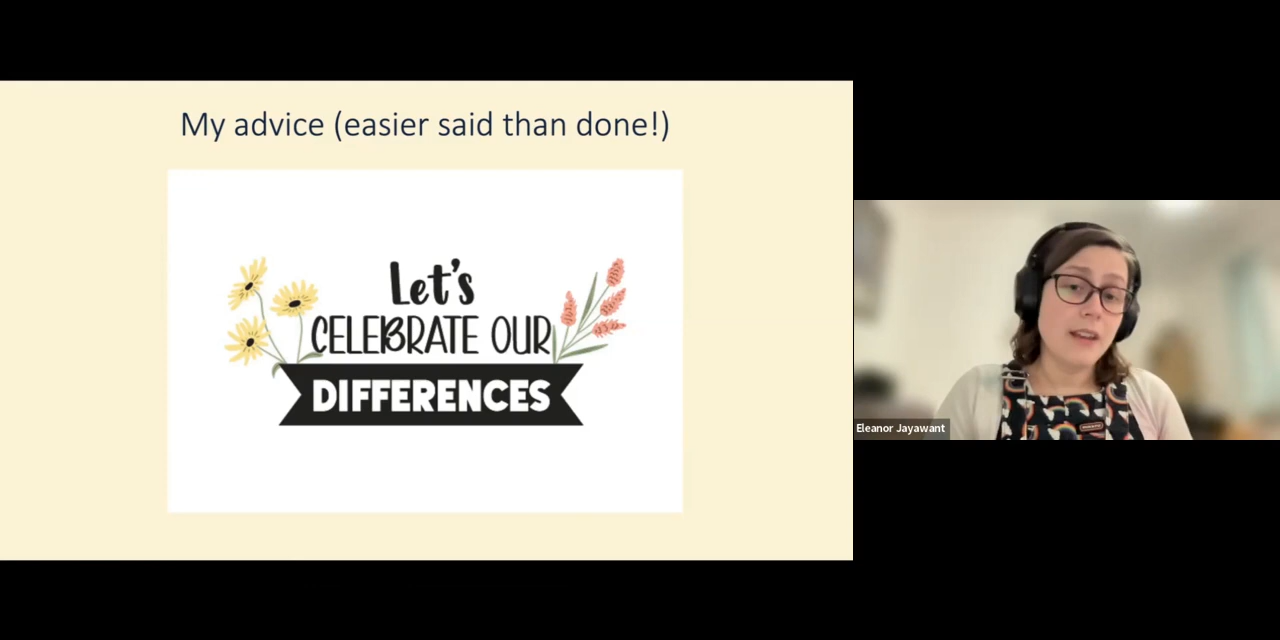 My advice (easier said than done!)
Let's
CELEBRATE OUR
DIFFERENCES
Eleanor Jayawant